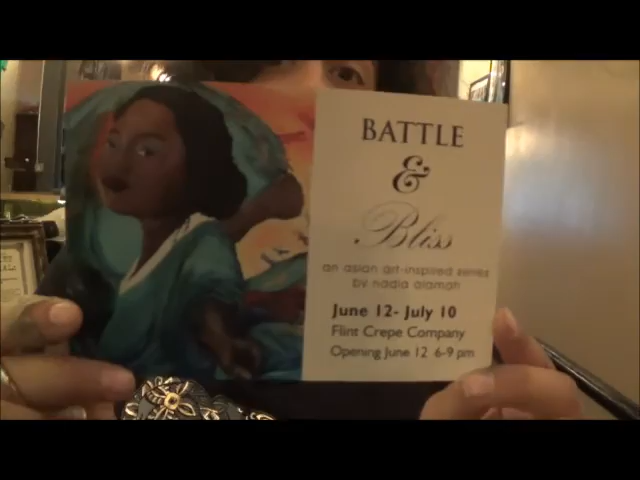 BATTLE
&
Bliss
an asian art-inspired series
by nadia alamah
June 12- July 10
Flint Crepe Company
Opening June 12 6-9 pm